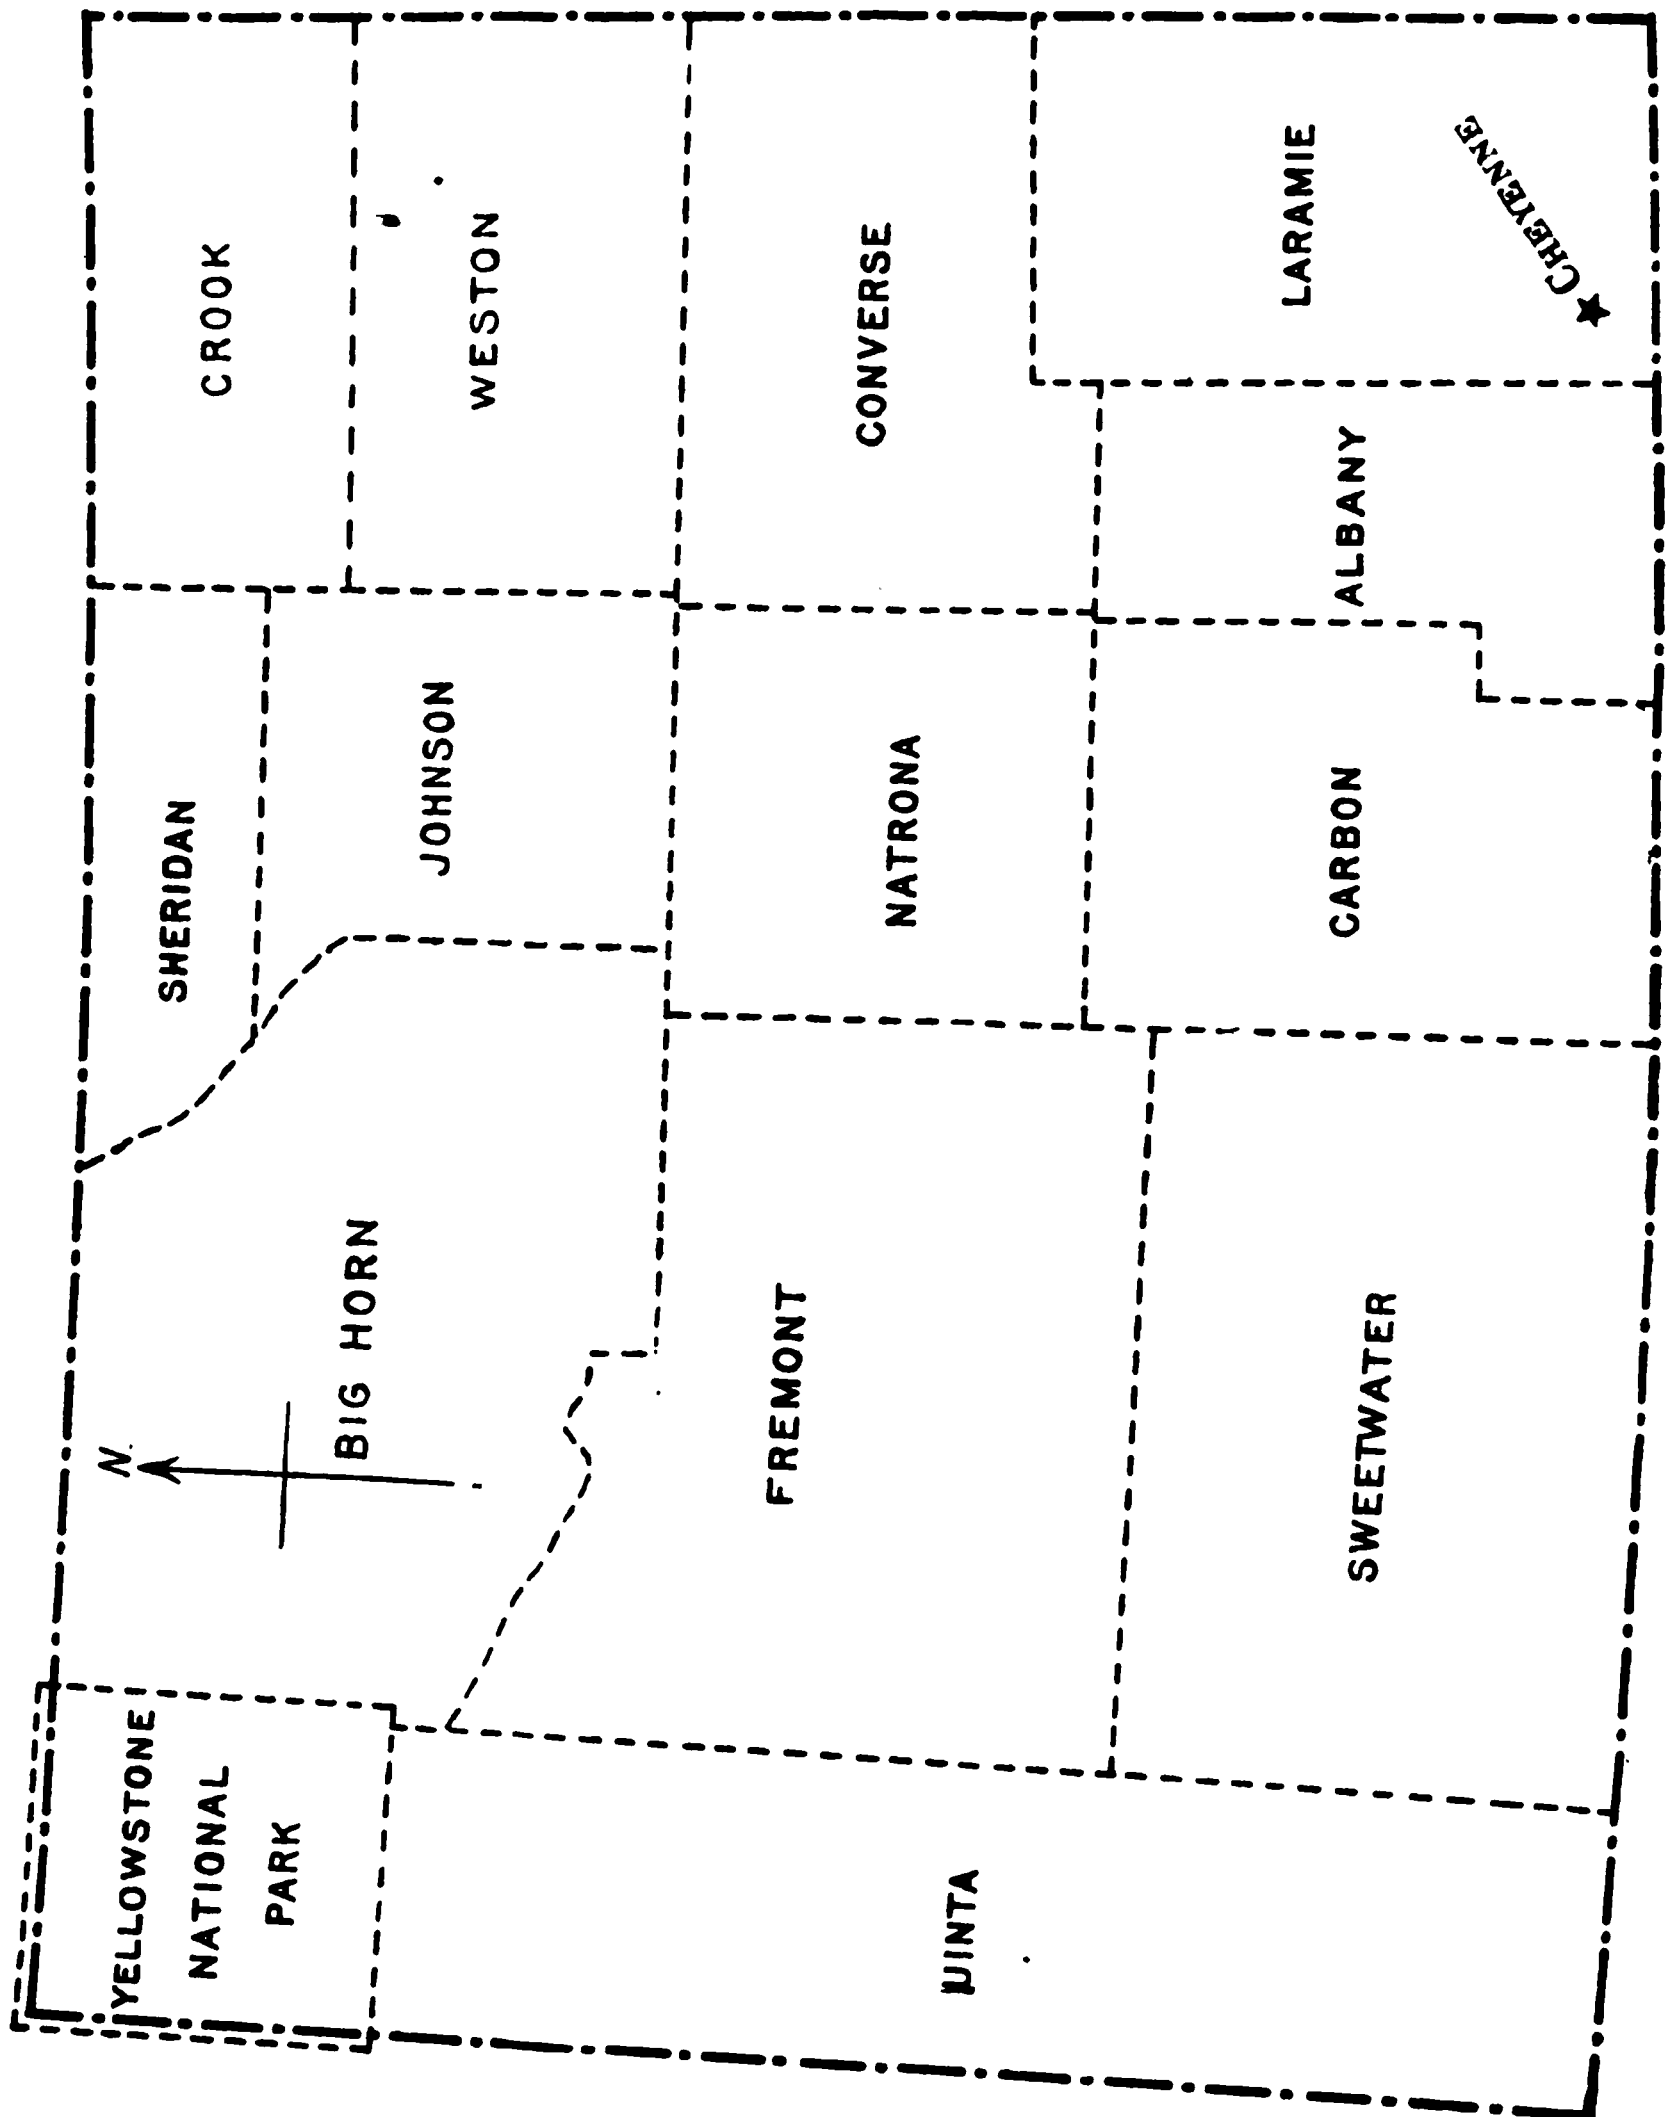 N.
YELLOWSTONE
NATIONAL
PARK
BIG HORN
SHERIDAN
JOHNSON
CROOK
WESTON
UINTA
FREMONT
NATRONA
CONVERSE
SWEETWATER
CARBON
ALBANY
LARAMIE
CHEYENNE